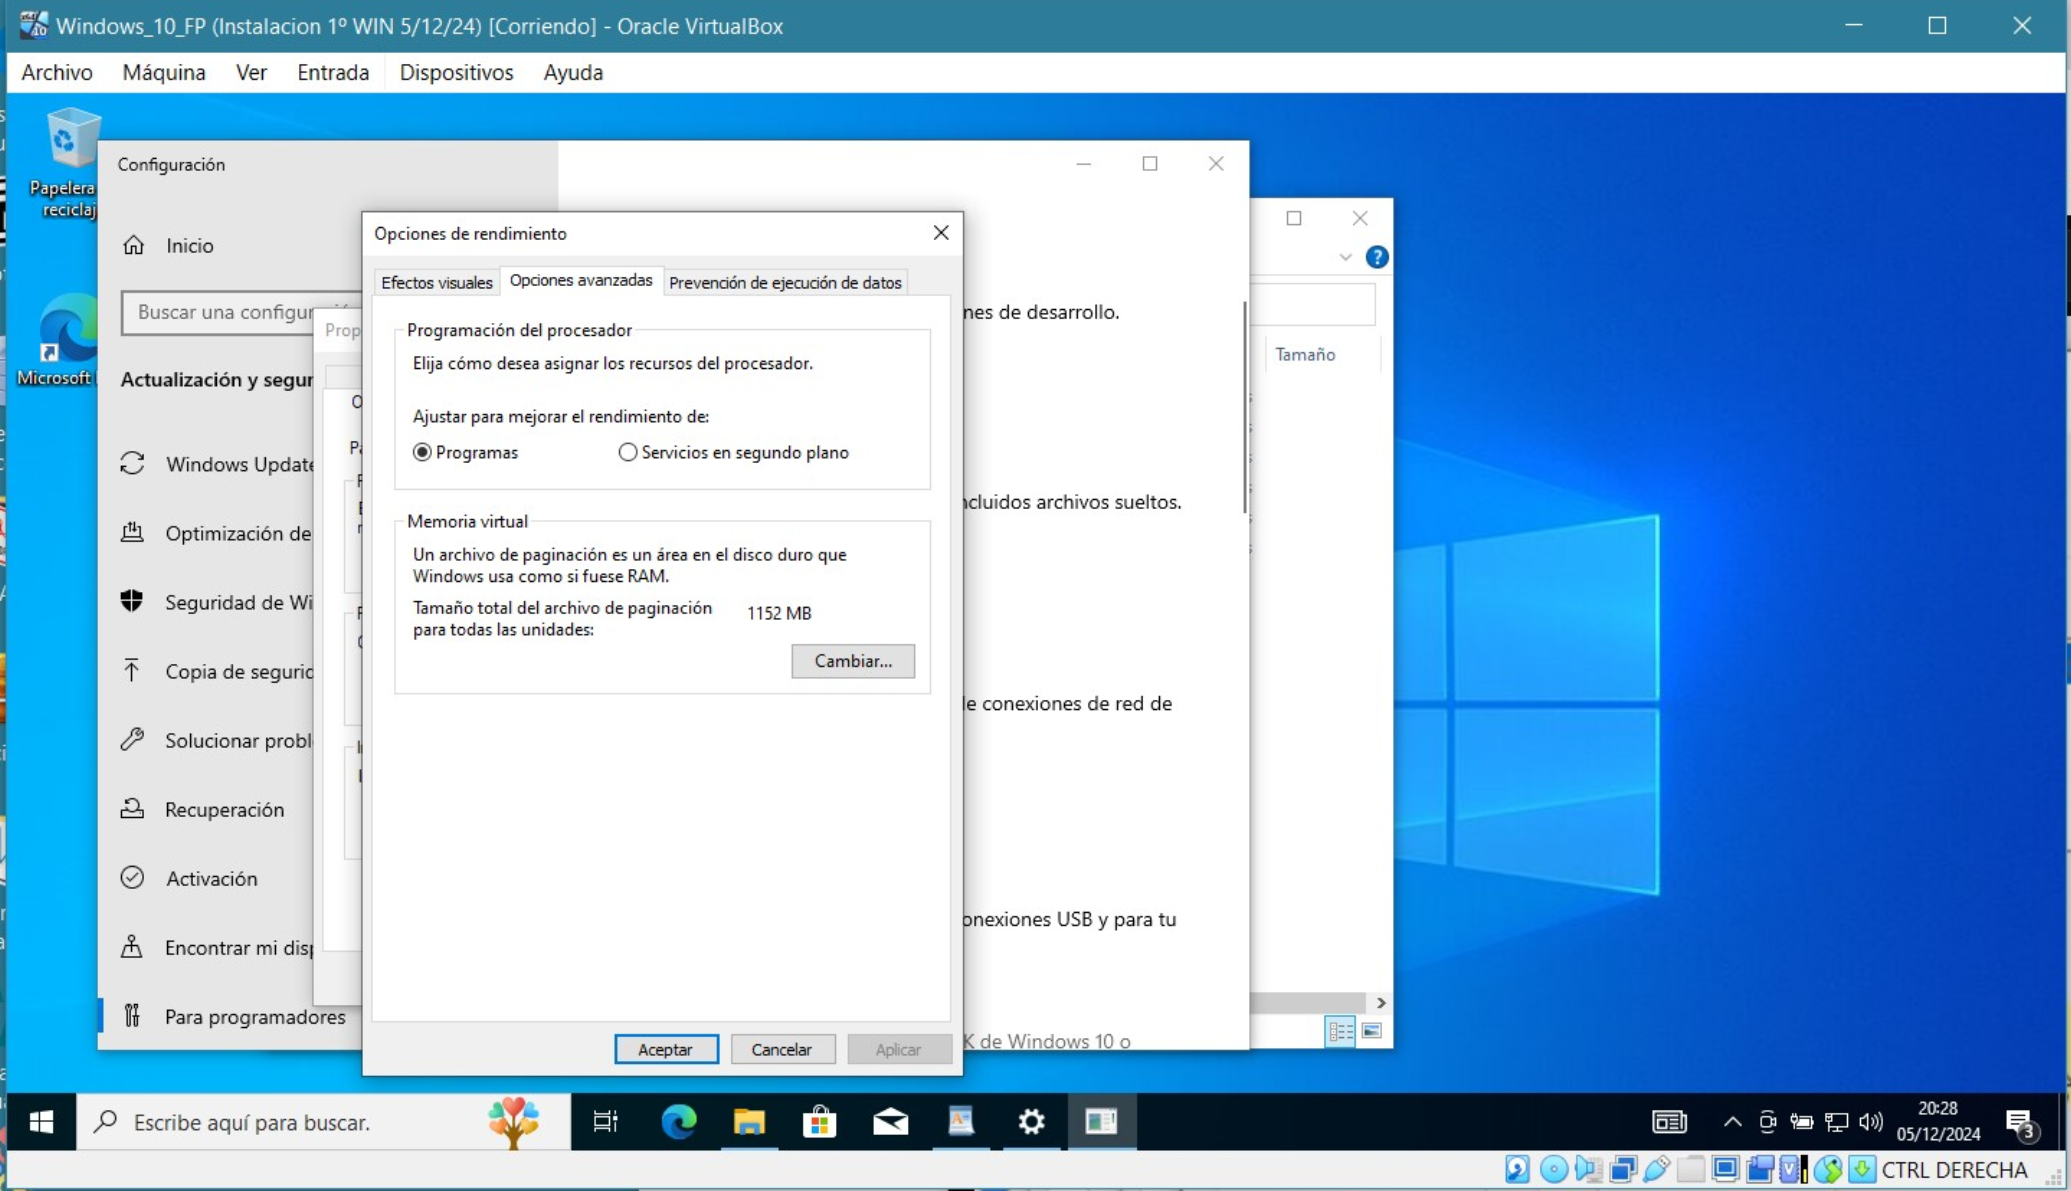 Windows_10_FP (Instalacion 1º WIN 5/12/24) [Corriendo] - Oracle VirtualBox
Archivo Máquina Ver Entrada Dispositivos Ayuda
Papelera
reciclaj
Microsoft
Configuración
Inicio
Buscar una configur
Actualización y segur
Windows Update
Optimización de
Seguridad de Wi
Copia de segurid
Solucionar probl
Recuperación
Activación
Encontrar mi disp
Para programadores
Prop
Opciones de rendimiento
Efectos visuales Opciones avanzadas Prevención de ejecución de datos
Programación del procesador
Elija cómo desea asignar los recursos del procesador.
Ajustar para mejorar el rendimiento de:
Programas Servicios en segundo plano
Memoria virtual
Un archivo de paginación es un área en el disco duro que
Windows usa como si fuese RAM.
Tamaño total del archivo de paginación
para todas las unidades: 1152 MB
Cambiar...
Aceptar Cancelar Aplicar
nes de desarrollo.
ncluidos archivos sueltos.
de conexiones de red de
onexiones USB y para tu
K de Windows 10 o
Tamaño
Escribe aquí para buscar.
20:28
05/12/2024
3
CTRL DERECHA